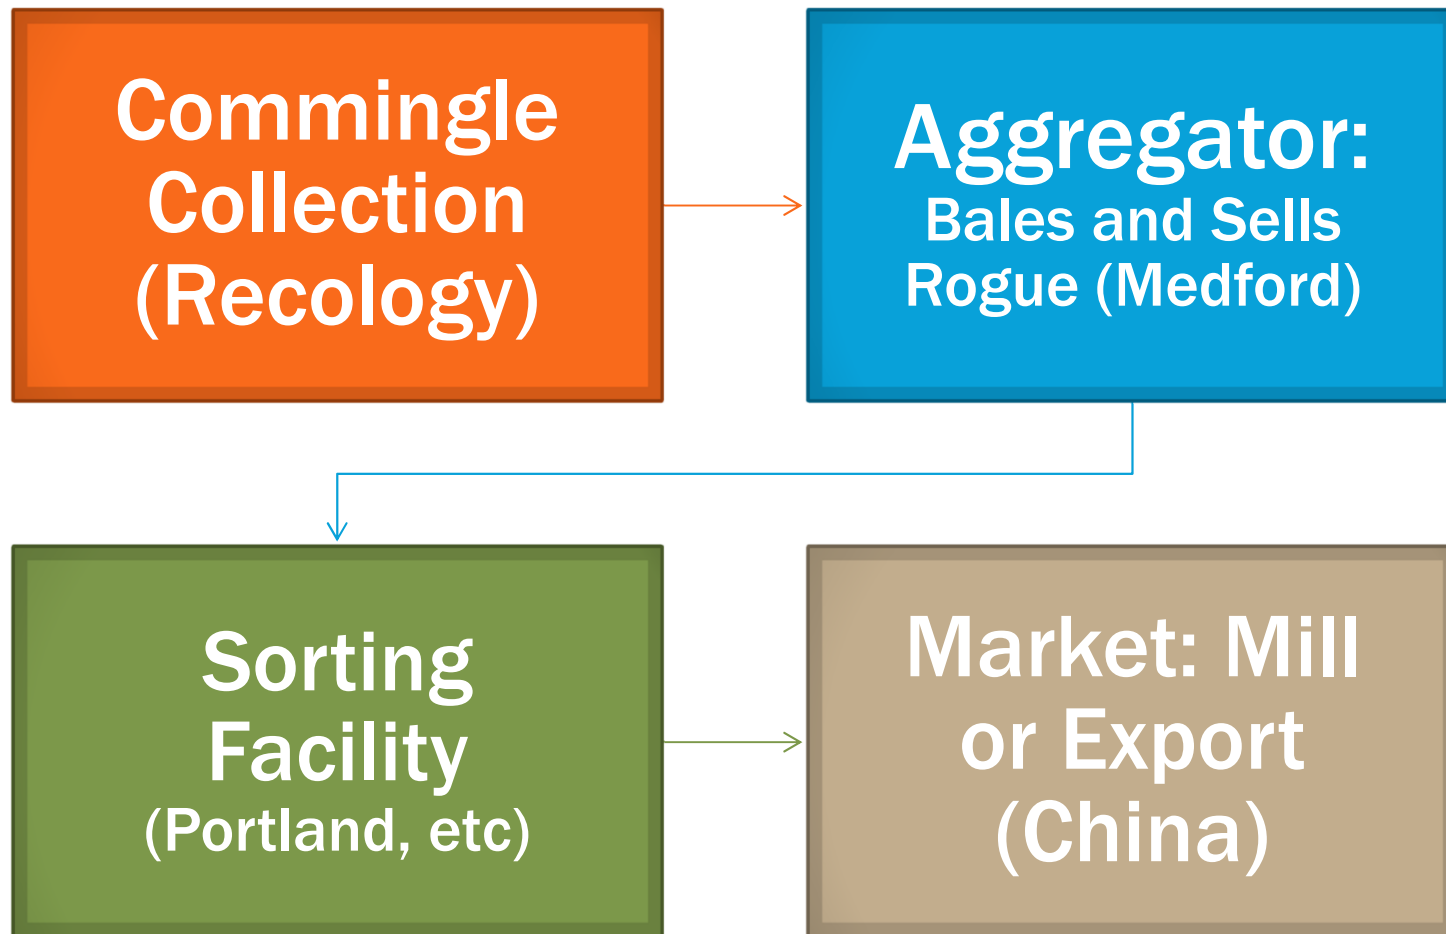 Commingle
Collection
(Recology)
Aggregator:
Bales and Sells
Rogue (Medford)
Sorting
Facility
(Portland, etc)
Market: Mill
or Export
(China)